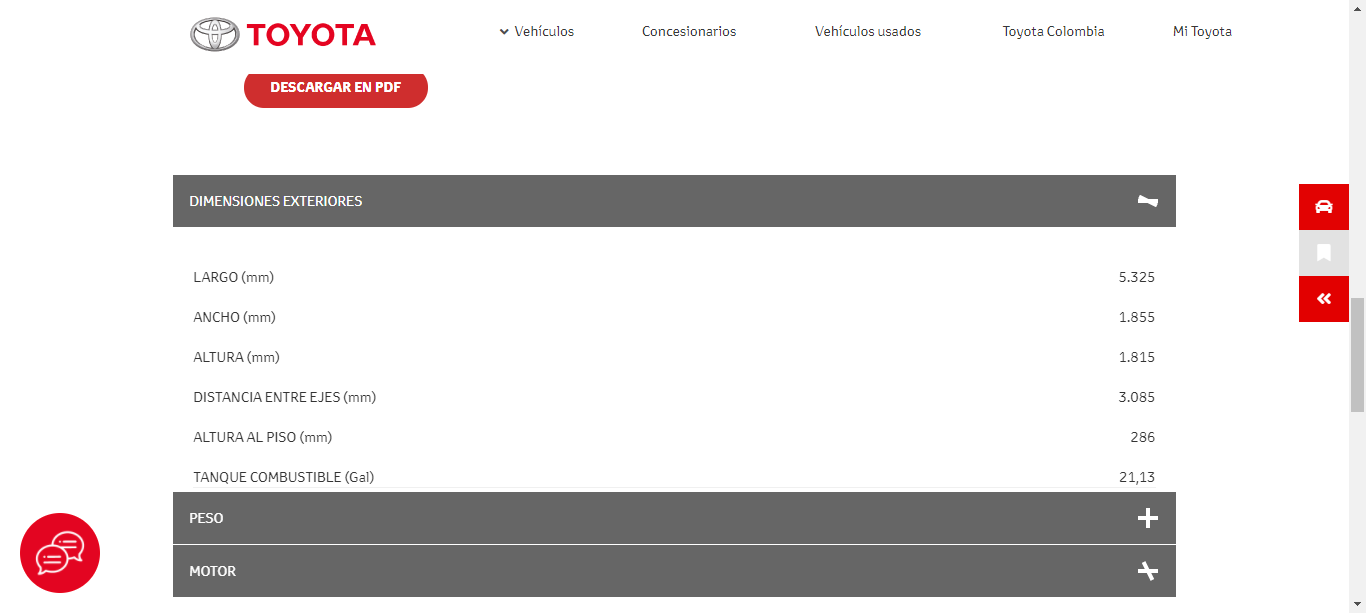 TOYOTA
Vehículos
Concesionarios
Vehículos usados
Toyota Colombia
Mi Toyota
DESCARGAR EN PDF
DIMENSIONES EXTERIORES
LARGO (mm) 5.325
ANCHO (mm) 1.855
ALTURA (mm) 1.815
DISTANCIA ENTRE EJES (mm) 3.085
ALTURA AL PISO (mm) 286
TANQUE COMBUSTIBLE (Gal) 21,13
PESO
MOTOR